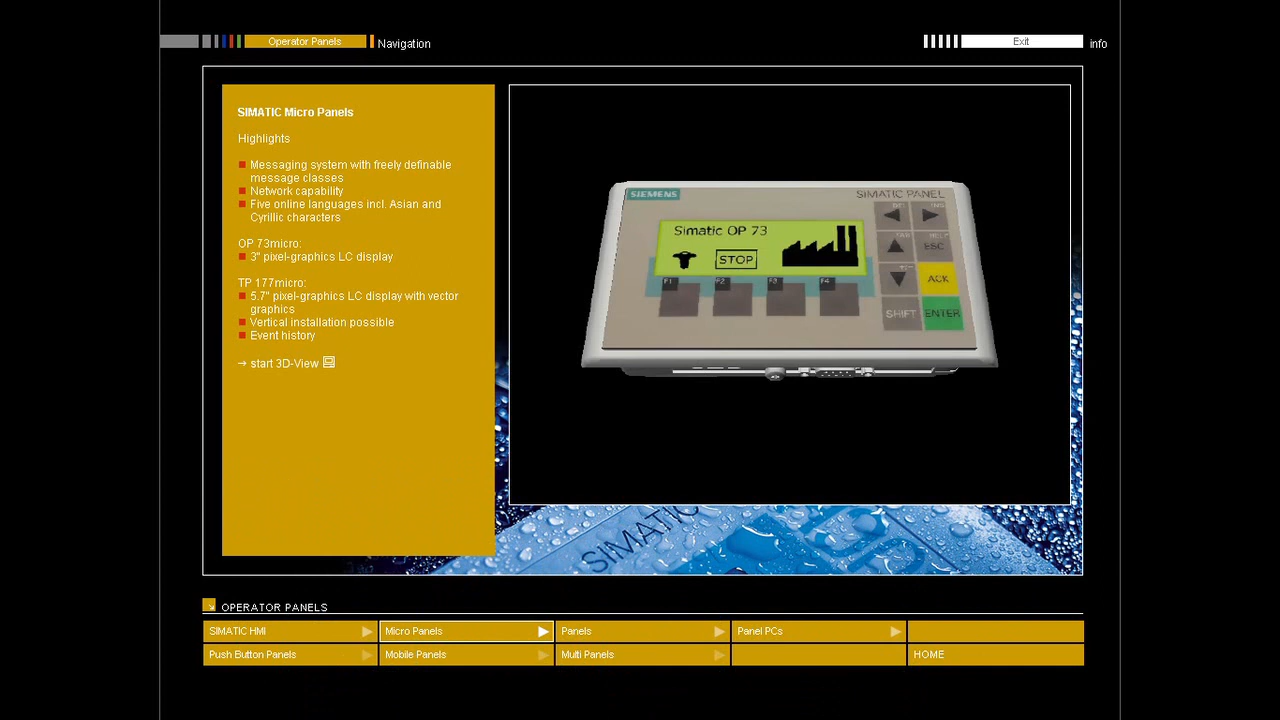 Operator Panels
Navigation
Exit
info
SIMATIC Micro Panels
Highlights
Messaging system with freely definable
message classes
Network capability
Five online languages incl. Asian and
Cyrillic characters
OP 73micro:
3" pixel-graphics LC display
TP 177micro:
5.7" pixel-graphics LC display with vector
graphics
Vertical installation possible
Event history
→ start 3D-View
SIEMENS
SIMATIC PANEL
Simatic OP 73
STOP
F1 F2 F3 F4
DEL INS
TAB HELP
ESC
ACK
SHIFT ENTER
SIMATIC
OPERATOR PANELS
SIMATIC HMI
Micro Panels
Panels
Panel PCs
Push Button Panels
Mobile Panels
Multi Panels
HOME